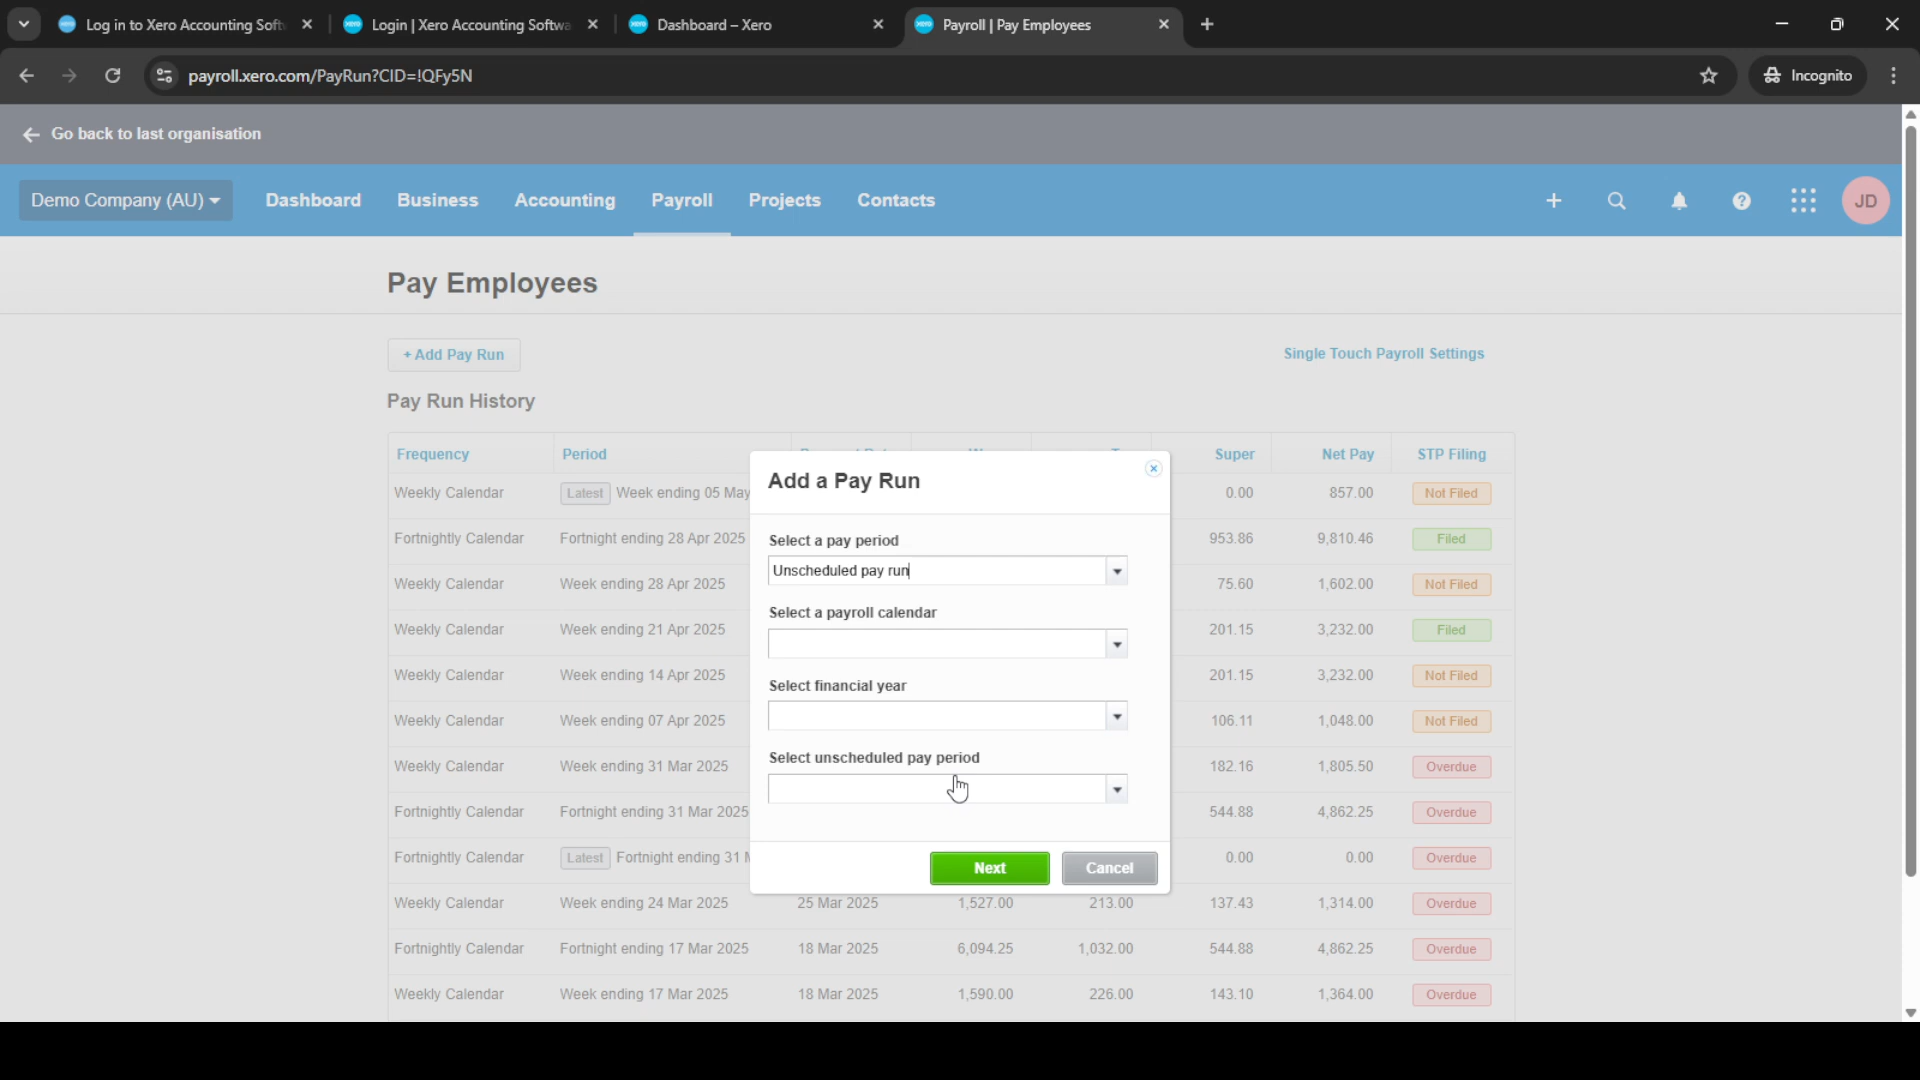 Log in to Xero Accounting Soft
Login | Xero Accounting Softwa
Dashboard – Xero
Payroll | Pay Employees
payroll.xero.com/PayRun?CID=!QFy5N
Incognito
Go back to last organisation
Demo Company (AU)
Dashboard
Business
Accounting
Payroll
Projects
Contacts
JD
Pay Employees
+ Add Pay Run
Single Touch Payroll Settings
Pay Run History
Frequency Period Super Net Pay STP Filing
Weekly Calendar Latest Week ending 05 May 0.00 857.00 Not Filed
Fortnightly Calendar Fortnight ending 28 Apr 2025 953.86 9,810.46 Filed
Weekly Calendar Week ending 28 Apr 2025 75.60 1,602.00 Not Filed
Weekly Calendar Week ending 21 Apr 2025 201.15 3,232.00 Filed
Weekly Calendar Week ending 14 Apr 2025 201.15 3,232.00 Not Filed
Weekly Calendar Week ending 07 Apr 2025 106.11 1,048.00 Not Filed
Weekly Calendar Week ending 31 Mar 2025 182.16 1,805.50 Overdue
Fortnightly Calendar Fortnight ending 31 Mar 2025 544.88 4,862.25 Overdue
Fortnightly Calendar Latest Fortnight ending 31 0.00 0.00 Overdue
Weekly Calendar Week ending 24 Mar 2025 25 Mar 2025 1,527.00 213.00 137.43 1,314.00 Overdue
Fortnightly Calendar Fortnight ending 17 Mar 2025 18 Mar 2025 6,094.25 1,032.00 544.88 4,862.25 Overdue
Weekly Calendar Week ending 17 Mar 2025 18 Mar 2025 1,590.00 226.00 143.10 1,364.00 Overdue
Add a Pay Run
Select a pay period
Unscheduled pay run
Select a payroll calendar
Select financial year
Select unscheduled pay period
Next
Cancel